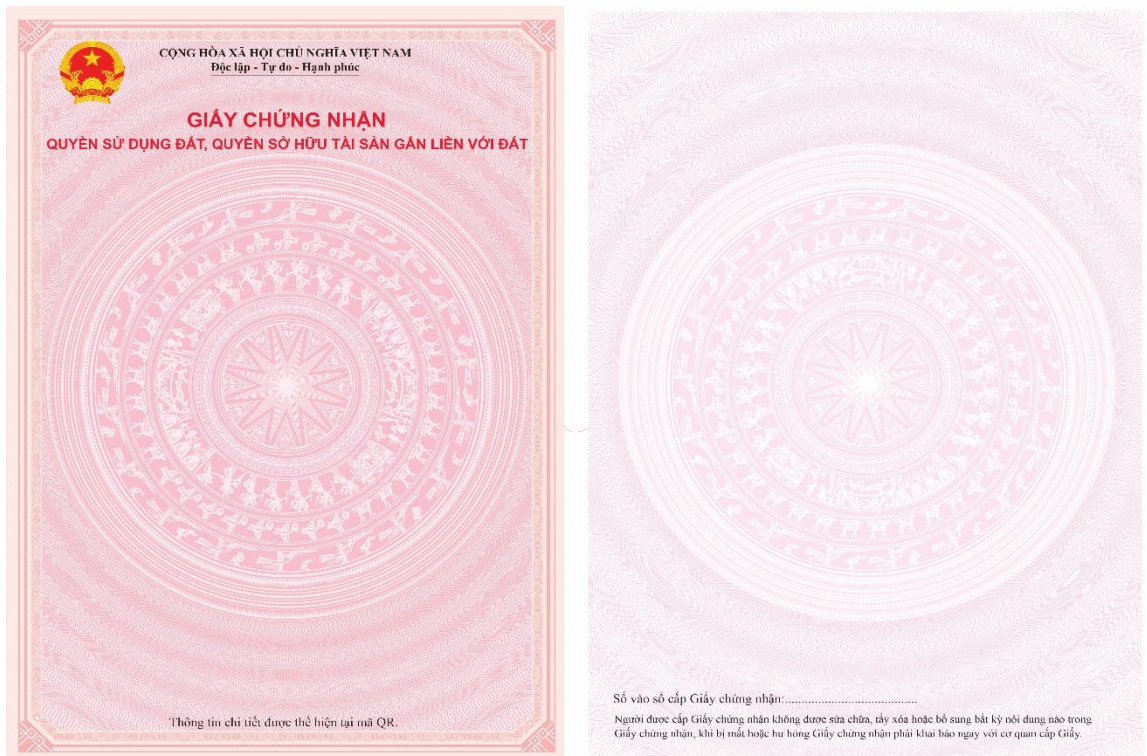 CỘNG HÒA XÃ HỘI CHỦ NGHĨA VIỆT NAM
Độc lập - Tự do - Hạnh phúc
GIẤY CHỨNG NHẬN
QUYỀN SỬ DỤNG ĐẤT, QUYỀN SỞ HỮU TÀI SẢN GẮN LIỀN VỚI ĐẤT
Thông tin chi tiết được thể hiện tại mã QR.
Số vào sổ cấp Giấy chứng nhận:......................................
Người được cấp Giấy chứng nhận không được sửa chữa, tẩy xóa hoặc bổ sung bất kỳ nội dung nào trong
Giấy chứng nhận; khi bị mất hoặc hư hỏng Giấy chứng nhận phải khai báo ngay với cơ quan cấp Giấy.